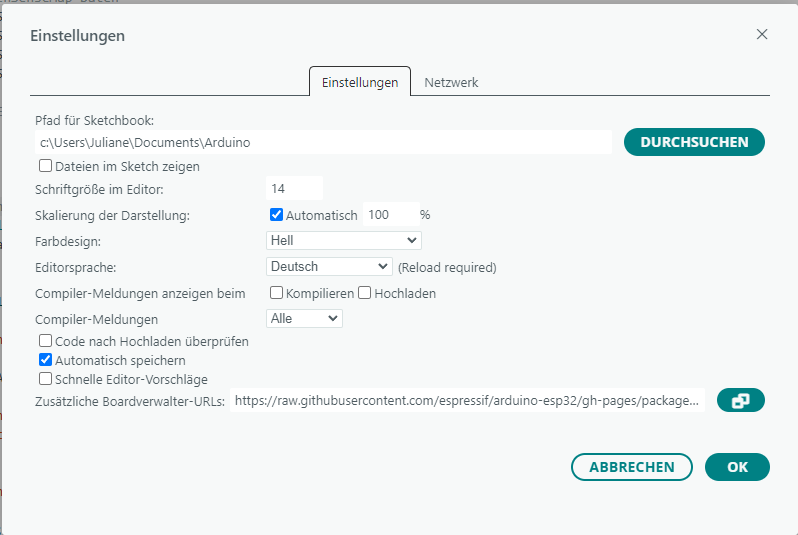 Einstellungen
Einstellungen Netzwerk
Pfad für Sketchbook:
c:\Users\Juliane\Documents\Arduino DURCHSUCHEN
Dateien im Sketch zeigen
Schriftgröße im Editor: 14
Skalierung der Darstellung: Automatisch 100 %
Farbdesign: Hell
Editorsprache: Deutsch (Reload required)
Compiler-Meldungen anzeigen beim Kompilieren Hochladen
Compiler-Meldungen Alle
Code nach Hochladen überprüfen
Automatisch speichern
Schnelle Editor-Vorschläge
Zusätzliche Boardverwalter-URLs: https://raw.githubusercontent.com/espressif/arduino-esp32/gh-pages/package...
ABBRECHEN OK